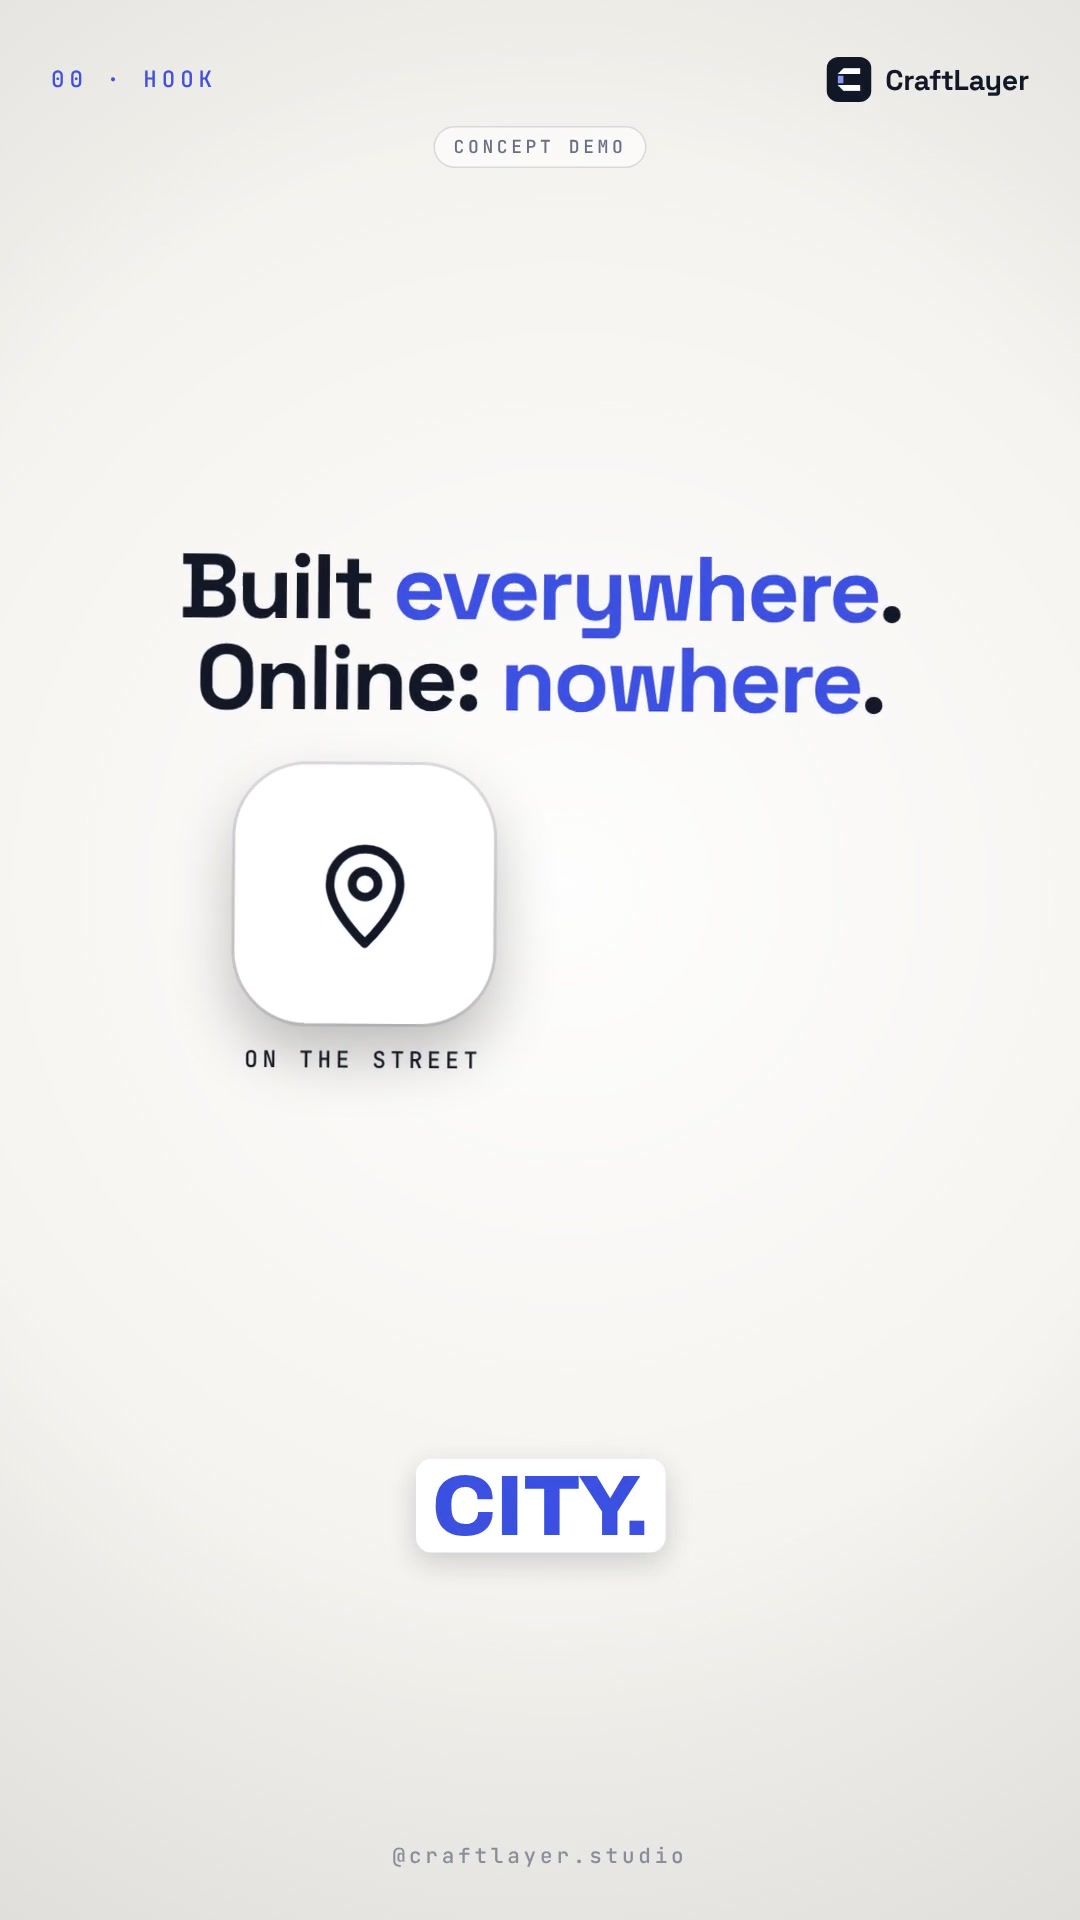 00 · HOOK
CraftLayer
CONCEPT DEMO
Built everywhere.
Online: nowhere.
ON THE STREET
CITY.
@craftlayer.studio